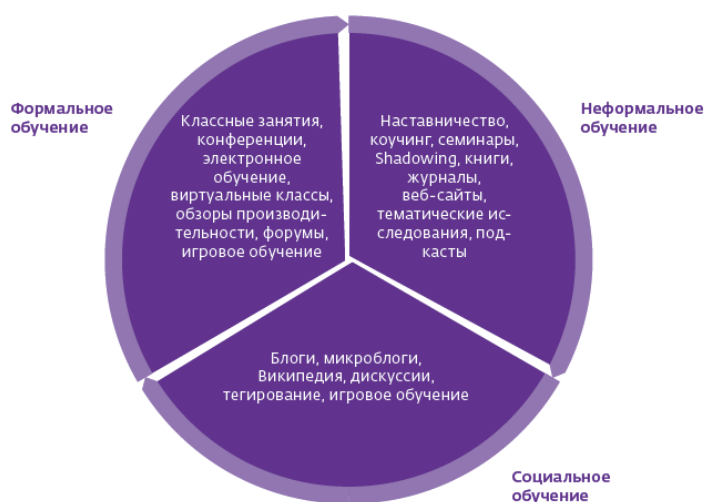 Формальное
обучение
Классные занятия,
конференции,
электронное
обучение,
виртуальные классы,
обзоры производи-
тельности, форумы,
игровое обучение
Наставничество,
коучинг, семинары,
Shadowing, книги,
журналы,
веб-сайты,
тематические ис-
следования, под-
касты
Неформальное
обучение
Блоги, микроблоги,
Википедия, дискуссии,
тегирование, игровое обучение
Социальное
обучение